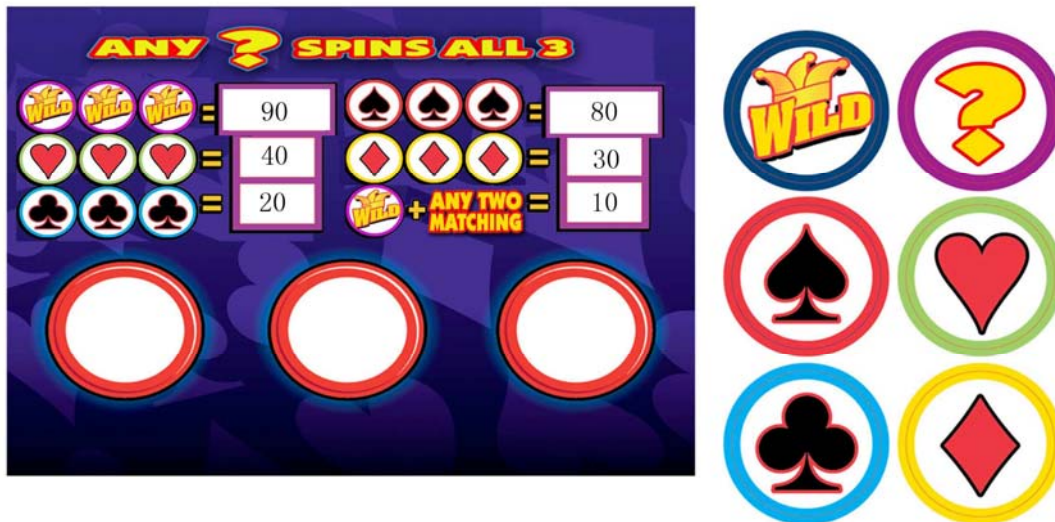 ANY ? SPINS ALL 3
WILD WILD WILD = 90
= 80
= 40
= 30
= 20
WILD + ANY TWO MATCHING = 10
WILD
?